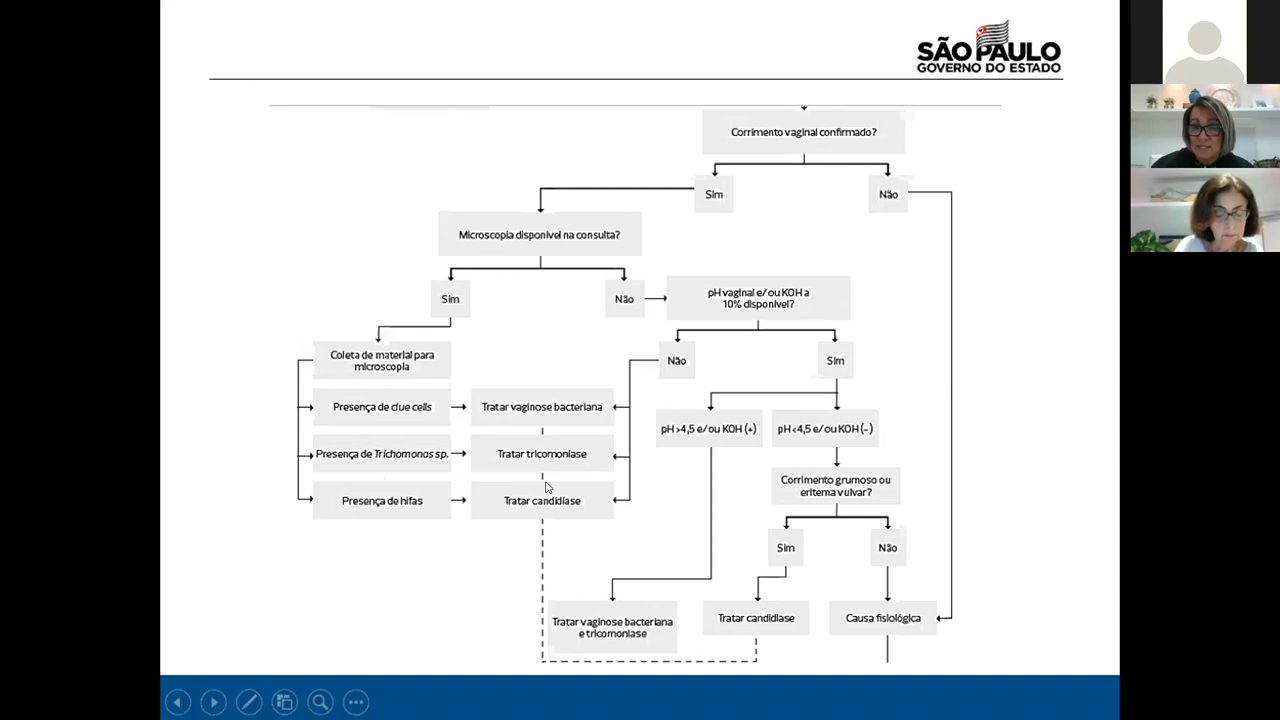 SÃO PAULO
GOVERNO DO ESTADO
Corrimento vaginal confirmado?
Sim
Não
Microscopia disponível na consulta?
Sim
Não
pH vaginal e/ou KOH a
10% disponível?
Não
Sim
Coleta de material para
microscopia
Presença de clue cells
Tratar vaginose bacteriana
Presença de Trichomonas sp.
Tratar tricomoníase
Presença de hifas
Tratar candidíase
pH >4,5 e/ou KOH (+)
pH <4,5 e/ou KOH (–)
Corrimento grumoso ou
eritema vulvar?
Sim
Não
Tratar vaginose bacteriana
e tricomoníase
Tratar candidíase
Causa fisiológica